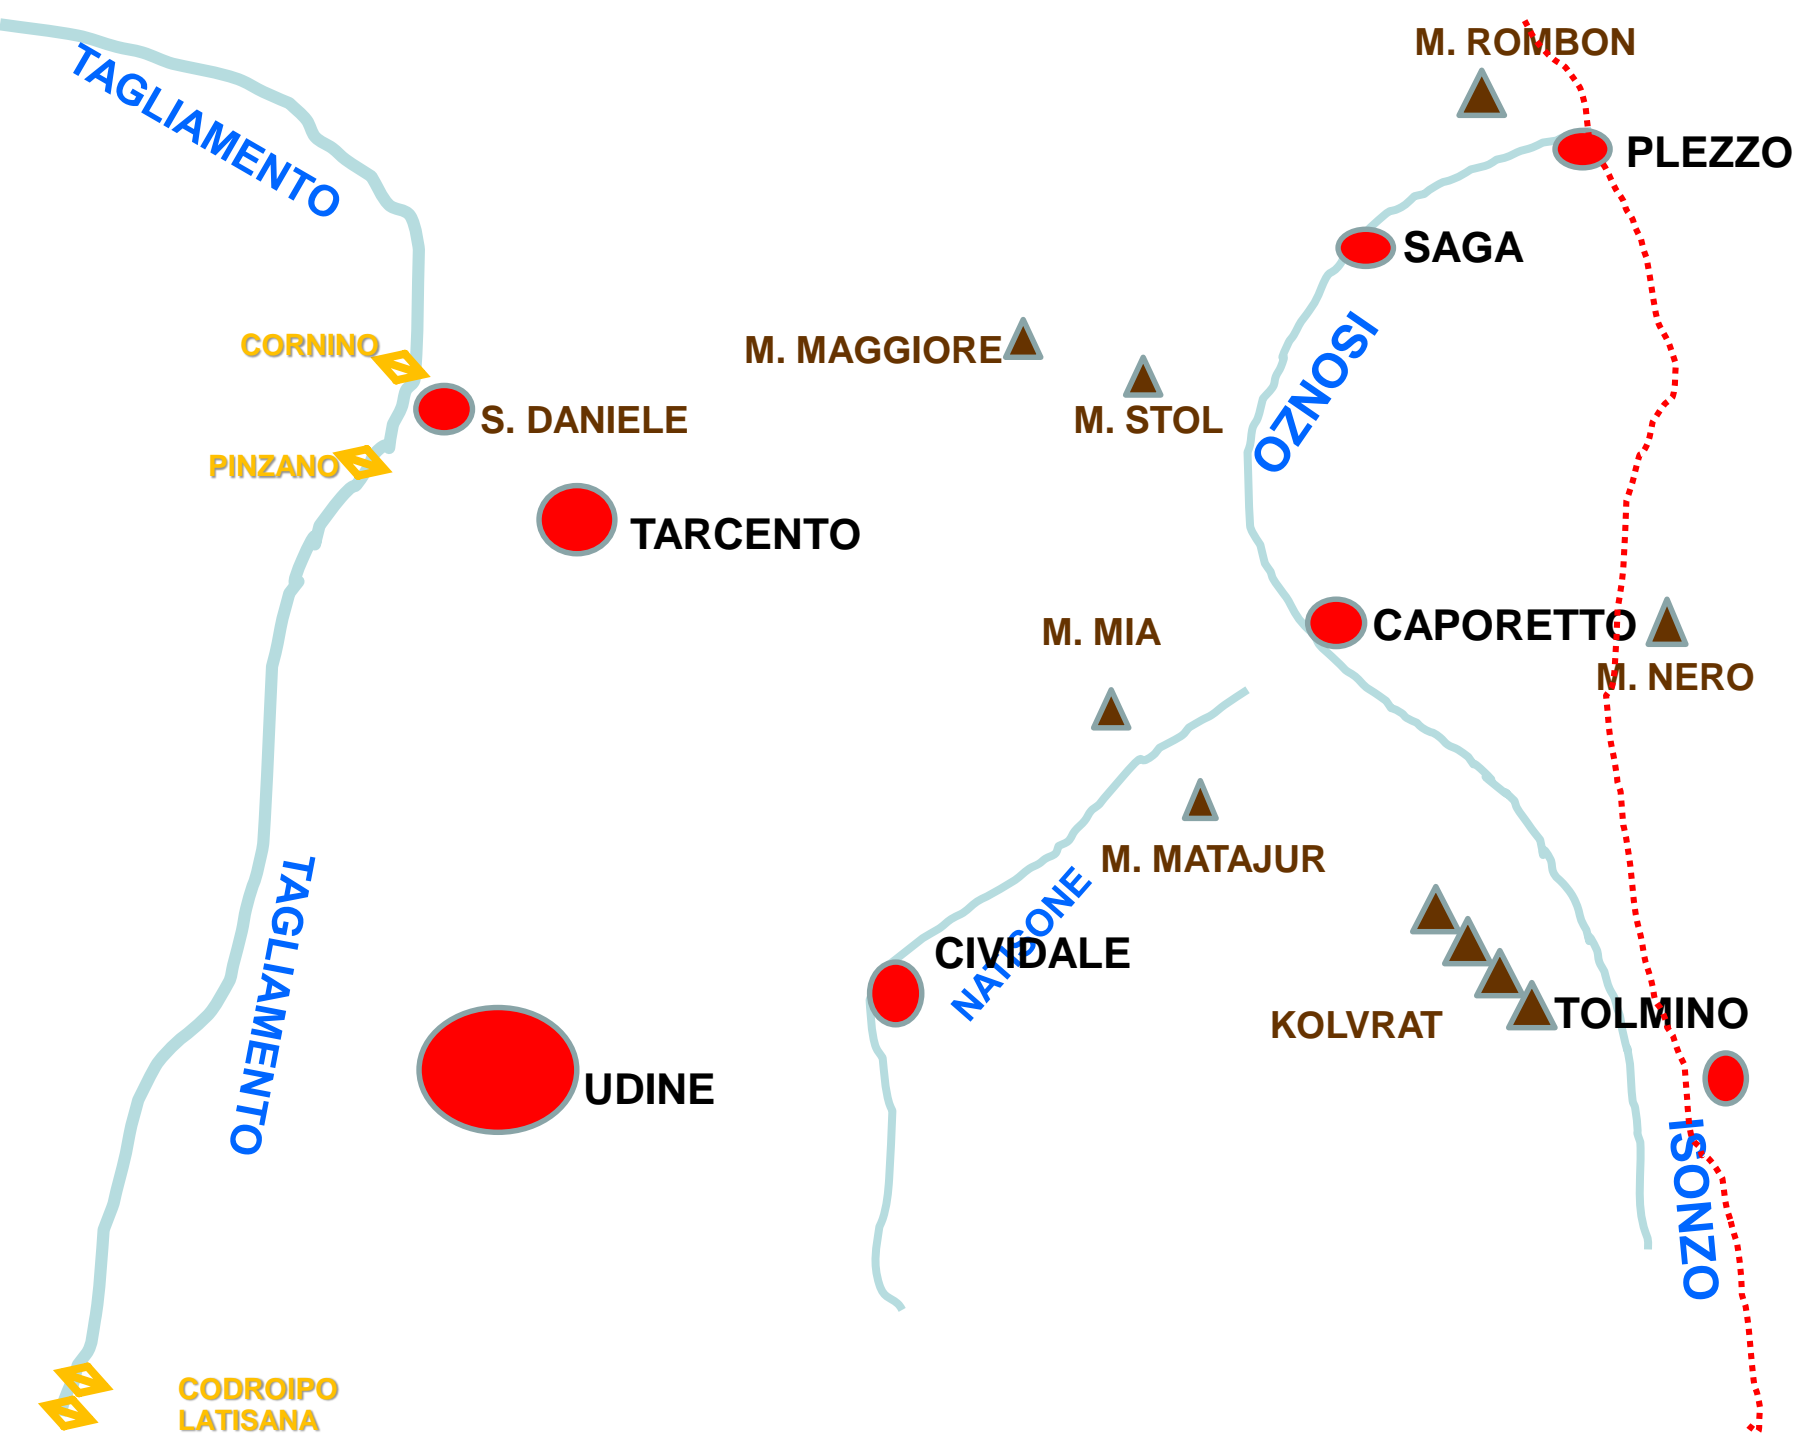 M. ROMBON
TAGLIAMENTO
PLEZZO
SAGA
CORNINO
M. MAGGIORE
OZNOSI
S. DANIELE
M. STOL
PINZANO
TARCENTO
CAPORETTO
M. MIA
M. NERO
M. MATAJUR
NATISONE
CIVIDALE
TAGLIAMENTO
KOLVRAT
TOLMINO
UDINE
ISONZO
CODROIPO
LATISANA